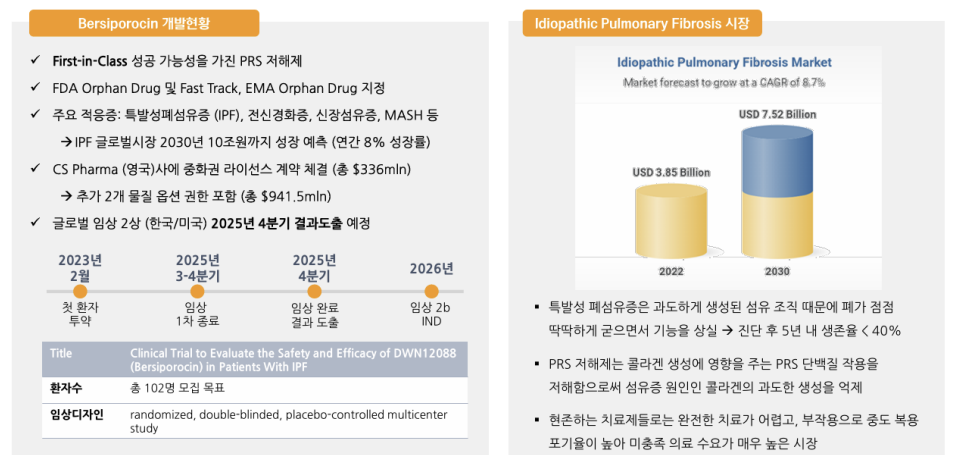 Bersiporocin 개발현황
✓ First-in-Class 성공 가능성을 가진 PRS 저해제
✓ FDA Orphan Drug 및 Fast Track, EMA Orphan Drug 지정
✓ 주요 적응증: 특발성폐섬유증 (IPF), 전신경화증, 신장섬유증, MASH 등
→ IPF 글로벌시장 2030년 10조원까지 성장 예측 (연간 8% 성장률)
✓ CS Pharma (영국)사에 중화권 라이선스 계약 체결 (총 $336mln)
→ 추가 2개 물질 옵션 권한 포함 (총 $941.5mln)
✓ 글로벌 임상 2상 (한국/미국) 2025년 4분기 결과도출 예정
2023년
2월
첫 환자
투약
2025년
3-4분기
임상
1차 종료
2025년
4분기
임상 완료
결과 도출
2026년
임상 2b
IND
Title
Clinical Trial to Evaluate the Safety and Efficacy of DWN12088
(Bersiporocin) in Patients With IPF
환자수
총 102명 모집 목표
임상디자인
randomized, double-blinded, placebo-controlled multicenter
study
Idiopathic Pulmonary Fibrosis 시장
Idiopathic Pulmonary Fibrosis Market
Market forecast to grow at a CAGR of 8.7%
USD 7.52 Billion
USD 3.85 Billion
2022
2030
▪ 특발성 폐섬유증은 과도하게 생성된 섬유 조직 때문에 폐가 점점
딱딱하게 굳으면서 기능을 상실 → 진단 후 5년 내 생존율 < 40%
▪ PRS 저해제는 콜라겐 생성에 영향을 주는 PRS 단백질 작용을
저해함으로써 섬유증 원인인 콜라겐의 과도한 생성을 억제
▪ 현존하는 치료제들로는 완전한 치료가 어렵고, 부작용으로 중도 복용
포기율이 높아 미충족 의료 수요가 매우 높은 시장